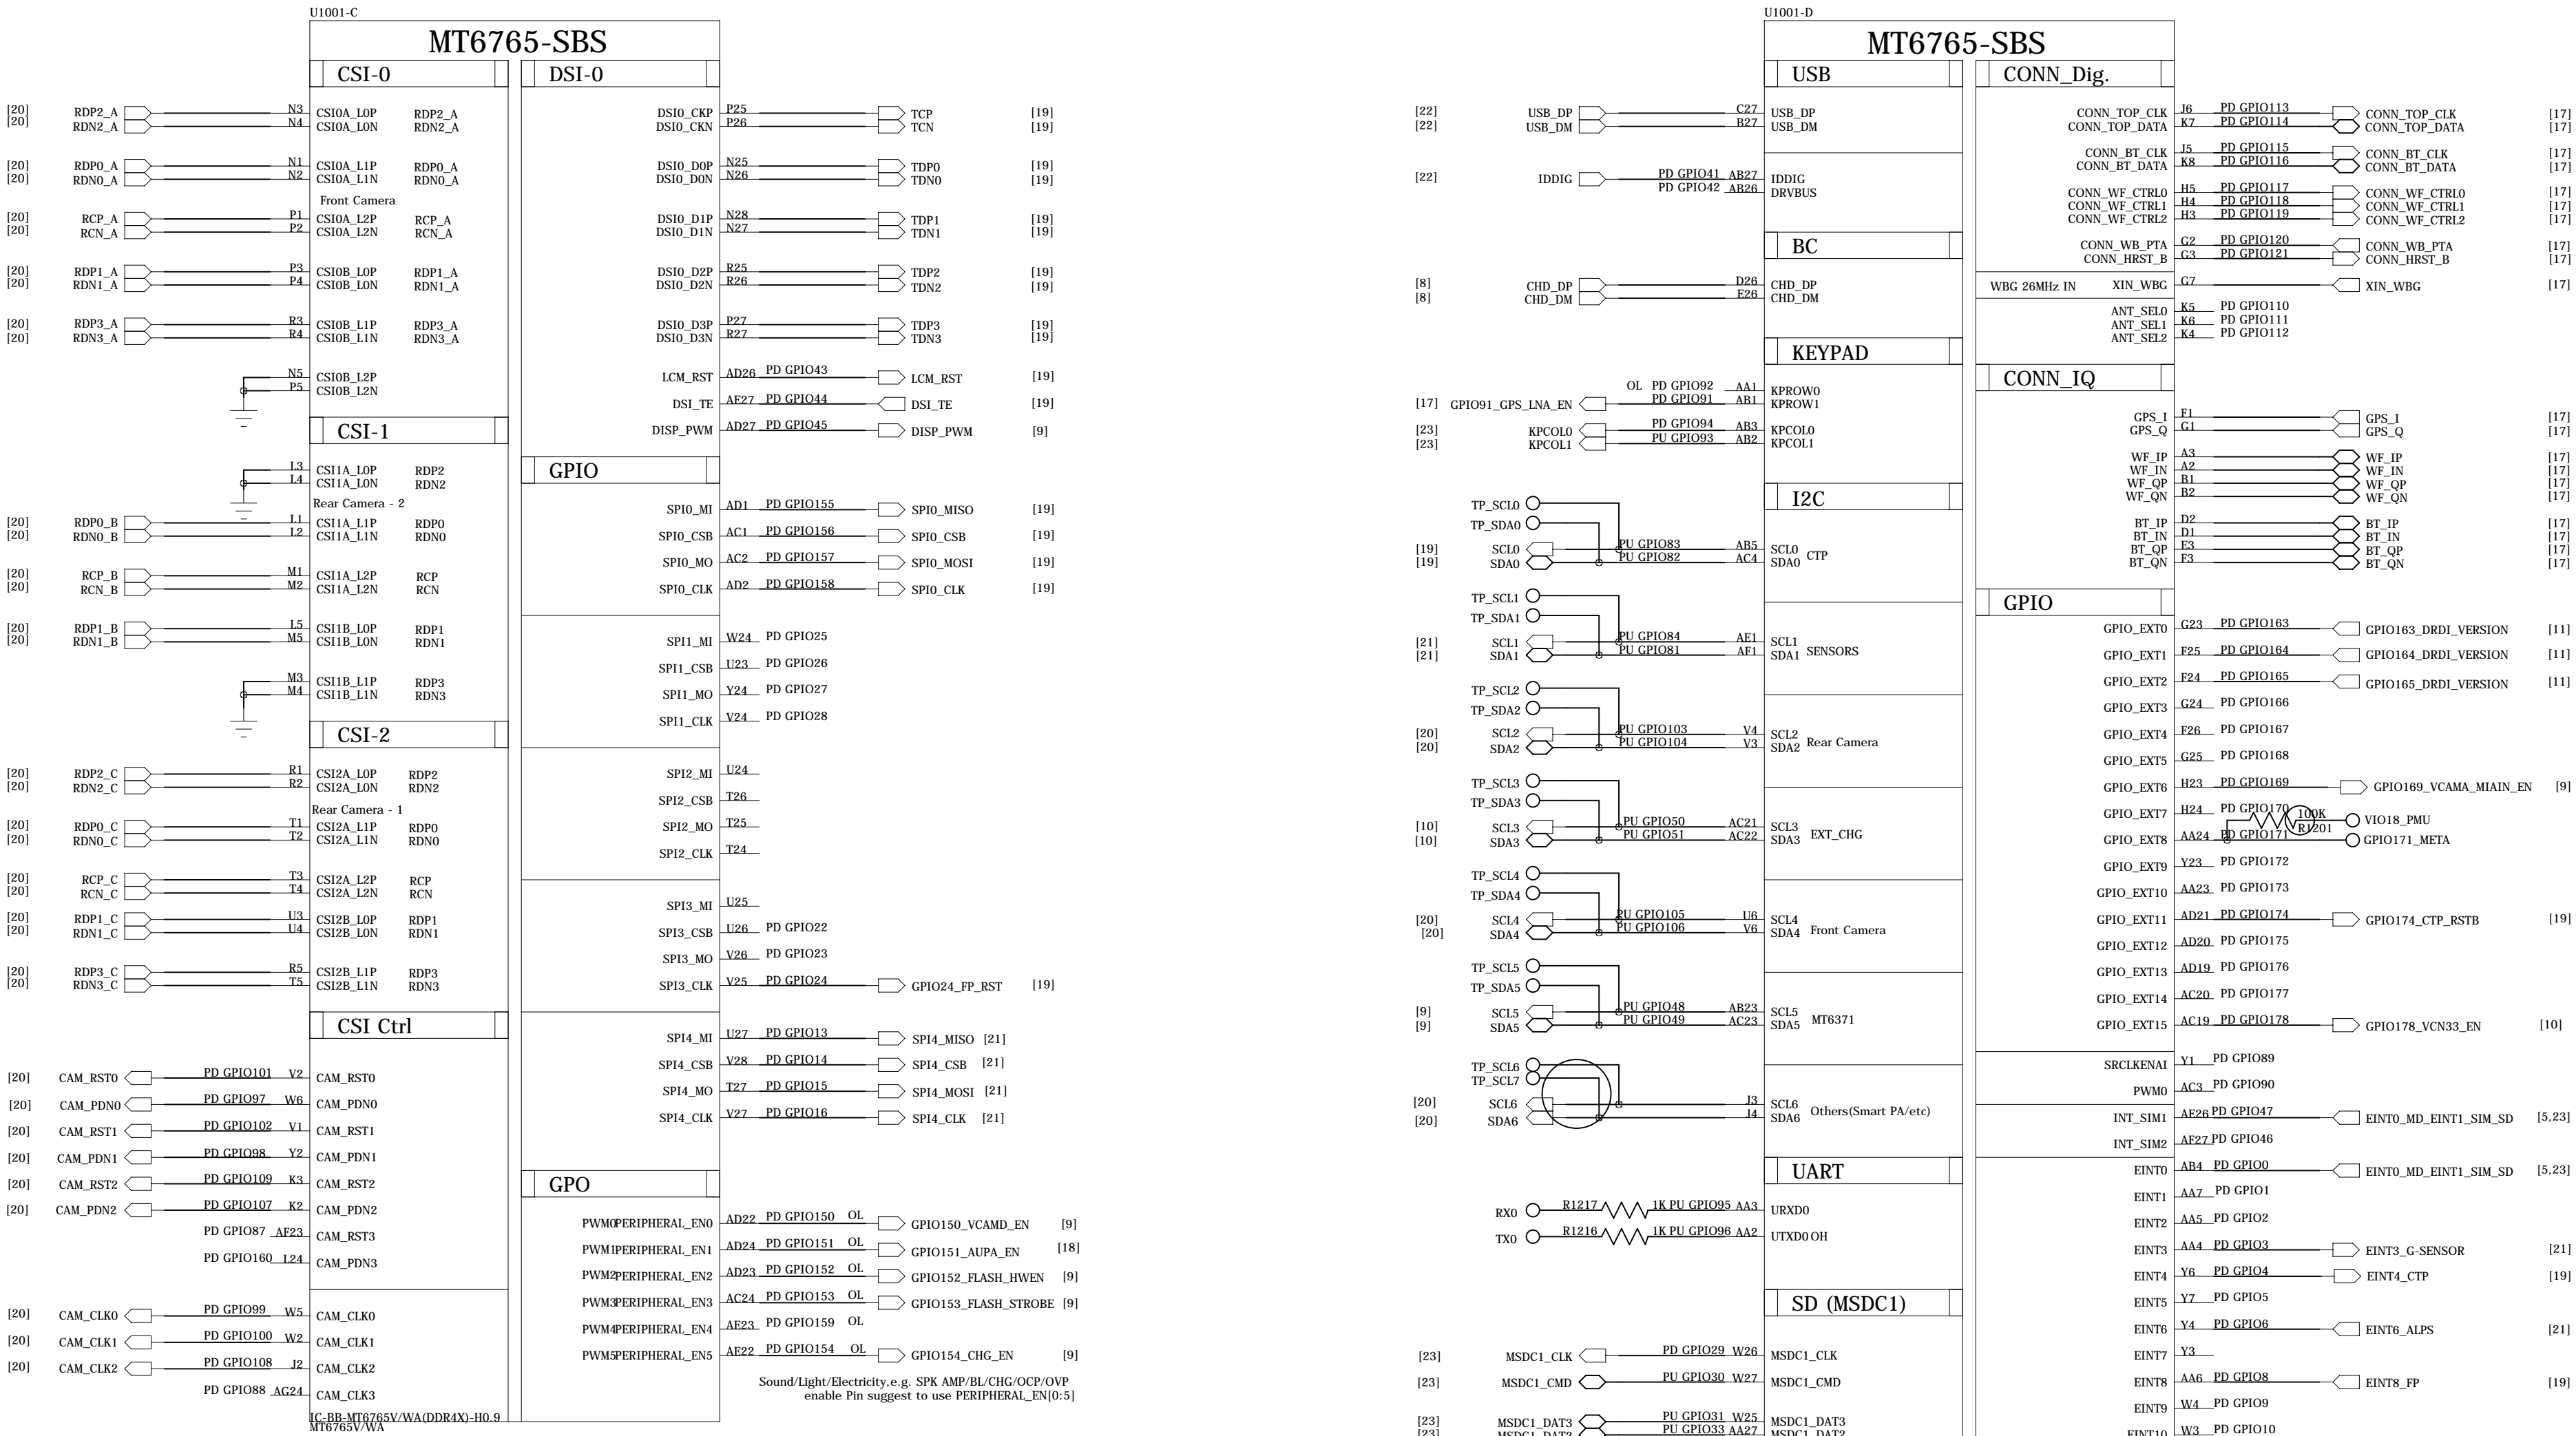 U1001-C
MT6765-SBS
CSI-0
[20] RDP2_A N3 CSI0A_L0P RDP2_A
[20] RDN2_A N4 CSI0A_L0N RDN2_A
[20] RDP0_A N1 CSI0A_L1P RDP0_A
[20] RDN0_A N2 CSI0A_L1N RDN0_A
Front Camera
[20] RCP_A P1 CSI0A_L2P RCP_A
[20] RCN_A P2 CSI0A_L2N RCN_A
[20] RDP1_A P3 CSI0B_L0P RDP1_A
[20] RDN1_A P4 CSI0B_L0N RDN1_A
[20] RDP3_A R3 CSI0B_L1P RDP3_A
[20] RDN3_A R4 CSI0B_L1N RDN3_A
N5 CSI0B_L2P
P5 CSI0B_L2N
CSI-1
L3 CSI1A_L0P RDP2
L4 CSI1A_L0N RDN2
Rear Camera - 2
[20] RDP0_B L1 CSI1A_L1P RDP0
[20] RDN0_B L2 CSI1A_L1N RDN0
[20] RCP_B M1 CSI1A_L2P RCP
[20] RCN_B M2 CSI1A_L2N RCN
[20] RDP1_B L5 CSI1B_L0P RDP1
[20] RDN1_B M5 CSI1B_L0N RDN1
M3 CSI1B_L1P RDP3
M4 CSI1B_L1N RDN3
CSI-2
[20] RDP2_C R1 CSI2A_L0P RDP2
[20] RDN2_C R2 CSI2A_L0N RDN2
Rear Camera - 1
[20] RDP0_C T1 CSI2A_L1P RDP0
[20] RDN0_C T2 CSI2A_L1N RDN0
[20] RCP_C T3 CSI2A_L2P RCP
[20] RCN_C T4 CSI2A_L2N RCN
[20] RDP1_C U3 CSI2B_L0P RDP1
[20] RDN1_C U4 CSI2B_L0N RDN1
[20] RDP3_C R5 CSI2B_L1P RDP3
[20] RDN3_C T5 CSI2B_L1N RDN3
CSI Ctrl
[20] CAM_RST0 PD GPIO101 V2 CAM_RST0
[20] CAM_PDN0 PD GPIO97 W6 CAM_PDN0
[20] CAM_RST1 PD GPIO102 V1 CAM_RST1
[20] CAM_PDN1 PD GPIO98 Y2 CAM_PDN1
[20] CAM_RST2 PD GPIO109 K3 CAM_RST2
[20] CAM_PDN2 PD GPIO107 K2 CAM_PDN2
PD GPIO87 AF23 CAM_RST3
PD GPIO160 L24 CAM_PDN3
[20] CAM_CLK0 PD GPIO99 W5 CAM_CLK0
[20] CAM_CLK1 PD GPIO100 W2 CAM_CLK1
[20] CAM_CLK2 PD GPIO108 J2 CAM_CLK2
PD GPIO88 AG24 CAM_CLK3
IC-BB-MT6765V/WA(DDR4X)-H0.9
MT6765V/WA
DSI-0
DSI0_CKP P25 TCP [19]
DSI0_CKN P26 TCN [19]
DSI0_D0P N25 TDP0 [19]
DSI0_D0N N26 TDN0 [19]
DSI0_D1P N28 TDP1 [19]
DSI0_D1N N27 TDN1 [19]
DSI0_D2P R25 TDP2 [19]
DSI0_D2N R26 TDN2 [19]
DSI0_D3P P27 TDP3 [19]
DSI0_D3N R27 TDN3 [19]
LCM_RST AD26 PD GPIO43 LCM_RST [19]
DSI_TE AE27 PD GPIO44 DSI_TE [19]
DISP_PWM AD27 PD GPIO45 DISP_PWM [9]
GPIO
SPI0_MI AD1 PD GPIO155 SPI0_MISO [19]
SPI0_CSB AC1 PD GPIO156 SPI0_CSB [19]
SPI0_MO AC2 PD GPIO157 SPI0_MOSI [19]
SPI0_CLK AD2 PD GPIO158 SPI0_CLK [19]
SPI1_MI W24 PD GPIO25
SPI1_CSB U23 PD GPIO26
SPI1_MO Y24 PD GPIO27
SPI1_CLK V24 PD GPIO28
SPI2_MI U24
SPI2_CSB T26
SPI2_MO T25
SPI2_CLK T24
SPI3_MI U25
SPI3_CSB U26 PD GPIO22
SPI3_MO V26 PD GPIO23
SPI3_CLK V25 PD GPIO24 GPIO24_FP_RST [19]
SPI4_MI U27 PD GPIO13 SPI4_MISO [21]
SPI4_CSB V28 PD GPIO14 SPI4_CSB [21]
SPI4_MO T27 PD GPIO15 SPI4_MOSI [21]
SPI4_CLK V27 PD GPIO16 SPI4_CLK [21]
GPO
PWM0PERIPHERAL_EN0 AD22 PD GPIO150 OL GPIO150_VCAMD_EN [9]
PWM1PERIPHERAL_EN1 AD24 PD GPIO151 OL GPIO151_AUPA_EN [18]
PWM2PERIPHERAL_EN2 AD23 PD GPIO152 OL GPIO152_FLASH_HWEN [9]
PWM3PERIPHERAL_EN3 AC24 PD GPIO153 OL GPIO153_FLASH_STROBE [9]
PWM4PERIPHERAL_EN4 AE23 PD GPIO159 OL
PWM5PERIPHERAL_EN5 AE22 PD GPIO154 OL GPIO154_CHG_EN [9]
Sound/Light/Electricity,e.g. SPK AMP/BL/CHG/OCP/OVP
enable Pin suggest to use PERIPHERAL_EN[0:5]
U1001-D
MT6765-SBS
USB
[22] USB_DP C27 USB_DP
[22] USB_DM B27 USB_DM
[22] IDDIG PD GPIO41 AB27 IDDIG
PD GPIO42 AB26 DRVBUS
BC
[8] CHD_DP D26 CHD_DP
[8] CHD_DM E26 CHD_DM
KEYPAD
OL PD GPIO92 AA1 KPROW0
[17] GPIO91_GPS_LNA_EN PD GPIO91 AB1 KPROW1
[23] KPCOL0 PD GPIO94 AB3 KPCOL0
[23] KPCOL1 PU GPIO93 AB2 KPCOL1
I2C
TP_SCL0
TP_SDA0
[19] SCL0 PU GPIO83 AB5 SCL0 CTP
[19] SDA0 PU GPIO82 AC4 SDA0
TP_SCL1
TP_SDA1
[21] SCL1 PU GPIO84 AE1 SCL1
[21] SDA1 PU GPIO81 AF1 SDA1 SENSORS
TP_SCL2
TP_SDA2
[20] SCL2 PU GPIO103 V4 SCL2
[20] SDA2 PU GPIO104 V3 SDA2 Rear Camera
TP_SCL3
TP_SDA3
[10] SCL3 PU GPIO50 AC21 SCL3
[10] SDA3 PU GPIO51 AC22 SDA3 EXT_CHG
TP_SCL4
TP_SDA4
[20] SCL4 PU GPIO105 U6 SCL4
[20] SDA4 PU GPIO106 V6 SDA4 Front Camera
TP_SCL5
TP_SDA5
[9] SCL5 PU GPIO48 AB23 SCL5
[9] SDA5 PU GPIO49 AC23 SDA5 MT6371
TP_SCL6
TP_SCL7
[20] SCL6 J3 SCL6
[20] SDA6 J4 SDA6 Others(Smart PA/etc)
UART
RX0 R1217 1K PU GPIO95 AA3 URXD0
TX0 R1216 1K PU GPIO96 AA2 UTXD0 OH
SD (MSDC1)
[23] MSDC1_CLK PD GPIO29 W26 MSDC1_CLK
[23] MSDC1_CMD PU GPIO30 W27 MSDC1_CMD
[23] MSDC1_DAT3 PU GPIO31 W25 MSDC1_DAT3
[23] MSDC1_DAT2 PU GPIO33 AA27 MSDC1_DAT2
CONN_Dig.
CONN_TOP_CLK J6 PD GPIO113 CONN_TOP_CLK [17]
CONN_TOP_DATA K7 PD GPIO114 CONN_TOP_DATA [17]
CONN_BT_CLK J5 PD GPIO115 CONN_BT_CLK [17]
CONN_BT_DATA K8 PD GPIO116 CONN_BT_DATA [17]
CONN_WF_CTRL0 H5 PD GPIO117 CONN_WF_CTRL0 [17]
CONN_WF_CTRL1 H4 PD GPIO118 CONN_WF_CTRL1 [17]
CONN_WF_CTRL2 H3 PD GPIO119 CONN_WF_CTRL2 [17]
CONN_WB_PTA G2 PD GPIO120 CONN_WB_PTA [17]
CONN_HRST_B G3 PD GPIO121 CONN_HRST_B [17]
WBG 26MHz IN XIN_WBG G7 XIN_WBG [17]
ANT_SEL0 K5 PD GPIO110
ANT_SEL1 K6 PD GPIO111
ANT_SEL2 K4 PD GPIO112
CONN_IQ
GPS_I F1 GPS_I [17]
GPS_Q G1 GPS_Q [17]
WF_IP A3 WF_IP [17]
WF_IN A2 WF_IN [17]
WF_QP B1 WF_QP [17]
WF_QN B2 WF_QN [17]
BT_IP D2 BT_IP [17]
BT_IN D1 BT_IN [17]
BT_QP E3 BT_QP [17]
BT_QN F3 BT_QN [17]
GPIO
GPIO_EXT0 G23 PD GPIO163 GPIO163_DRDI_VERSION [11]
GPIO_EXT1 F25 PD GPIO164 GPIO164_DRDI_VERSION [11]
GPIO_EXT2 F24 PD GPIO165 GPIO165_DRDI_VERSION [11]
GPIO_EXT3 G24 PD GPIO166
GPIO_EXT4 F26 PD GPIO167
GPIO_EXT5 G25 PD GPIO168
GPIO_EXT6 H23 PD GPIO169 GPIO169_VCAMA_MIAIN_EN [9]
GPIO_EXT7 H24 PD GPIO170 100K VIO18_PMU
R1201
GPIO_EXT8 AA24 PD GPIO171 GPIO171_META
GPIO_EXT9 Y23 PD GPIO172
GPIO_EXT10 AA23 PD GPIO173
GPIO_EXT11 AD21 PD GPIO174 GPIO174_CTP_RSTB [19]
GPIO_EXT12 AD20 PD GPIO175
GPIO_EXT13 AD19 PD GPIO176
GPIO_EXT14 AC20 PD GPIO177
GPIO_EXT15 AC19 PD GPIO178 GPIO178_VCN33_EN [10]
SRCLKENAI Y1 PD GPIO89
PWM0 AC3 PD GPIO90
INT_SIM1 AE26 PD GPIO47 EINT0_MD_EINT1_SIM_SD [5,23]
INT_SIM2 AF27 PD GPIO46
EINT0 AB4 PD GPIO0 EINT0_MD_EINT1_SIM_SD [5,23]
EINT1 AA7 PD GPIO1
EINT2 AA5 PD GPIO2
EINT3 AA4 PD GPIO3 EINT3_G-SENSOR [21]
EINT4 Y6 PD GPIO4 EINT4_CTP [19]
EINT5 Y7 PD GPIO5
EINT6 Y4 PD GPIO6 EINT6_ALPS [21]
EINT7 Y3
EINT8 AA6 PD GPIO8 EINT8_FP [19]
EINT9 W4 PD GPIO9
EINT10 W3 PD GPIO10